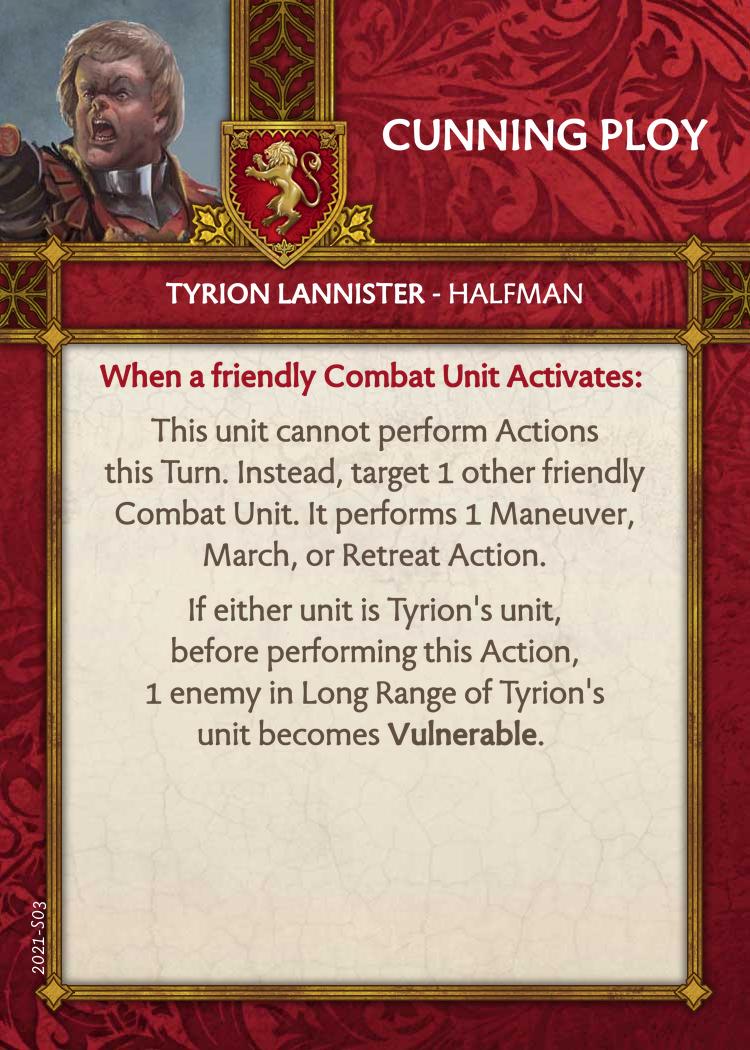 CUNNING PLOY
TYRION LANNISTER - HALFMAN
When a friendly Combat Unit Activates:
This unit cannot perform Actions
this Turn. Instead, target 1 other friendly
Combat Unit. It performs 1 Maneuver,
March, or Retreat Action.
If either unit is Tyrion's unit,
before performing this Action,
1 enemy in Long Range of Tyrion's
unit becomes Vulnerable.
2021-S03